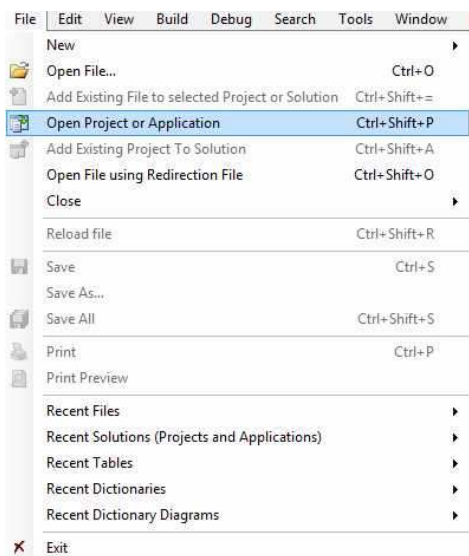 File Edit View Build Debug Search Tools Window
New
Open File... Ctrl+O
Add Existing File to selected Project or Solution Ctrl+Shift+=
Open Project or Application Ctrl+Shift+P
Add Existing Project To Solution Ctrl+Shift+A
Open File using Redirection File Ctrl+Shift+O
Close
Reload file Ctrl+Shift+R
Save Ctrl+S
Save As...
Save All Ctrl+Shift+S
Print Ctrl+P
Print Preview
Recent Files
Recent Solutions (Projects and Applications)
Recent Tables
Recent Dictionaries
Recent Dictionary Diagrams
Exit